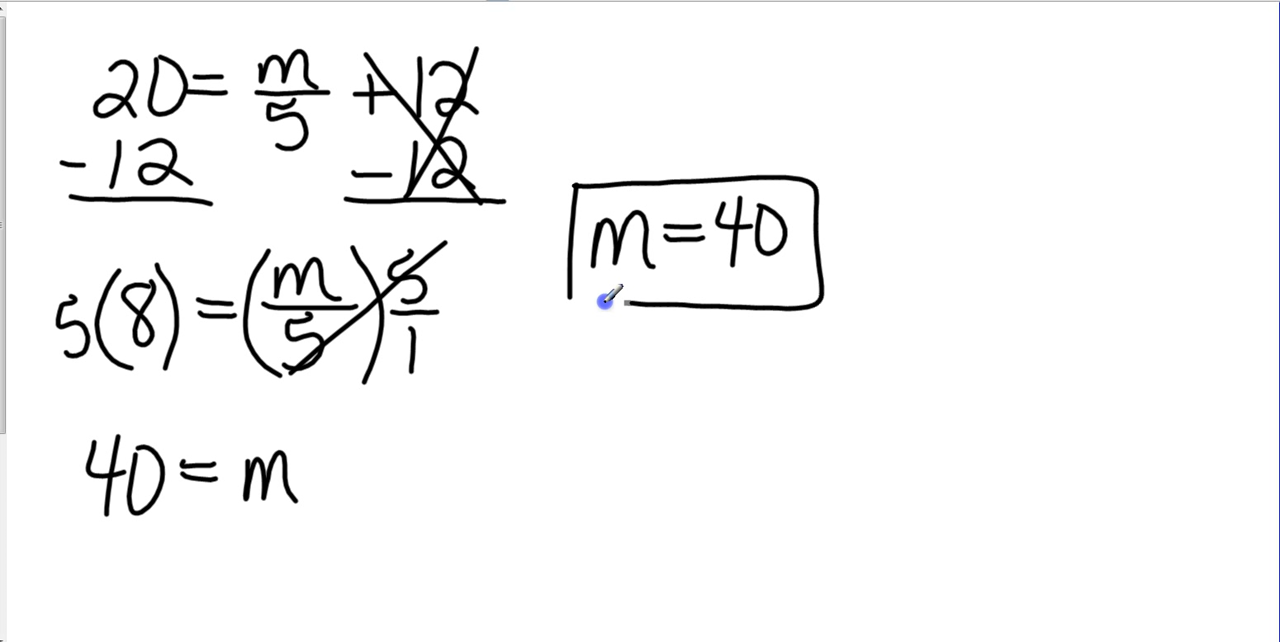 20 = m/5 + 12
- 12 - 12
5(8) = (m/5) 5/1
40 = m
m = 40